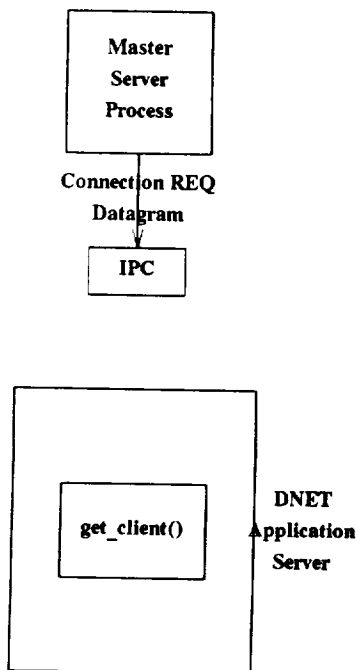 Master
Server
Process
Connection REQ
Datagram
IPC
get_client()
DNET
Application
Server